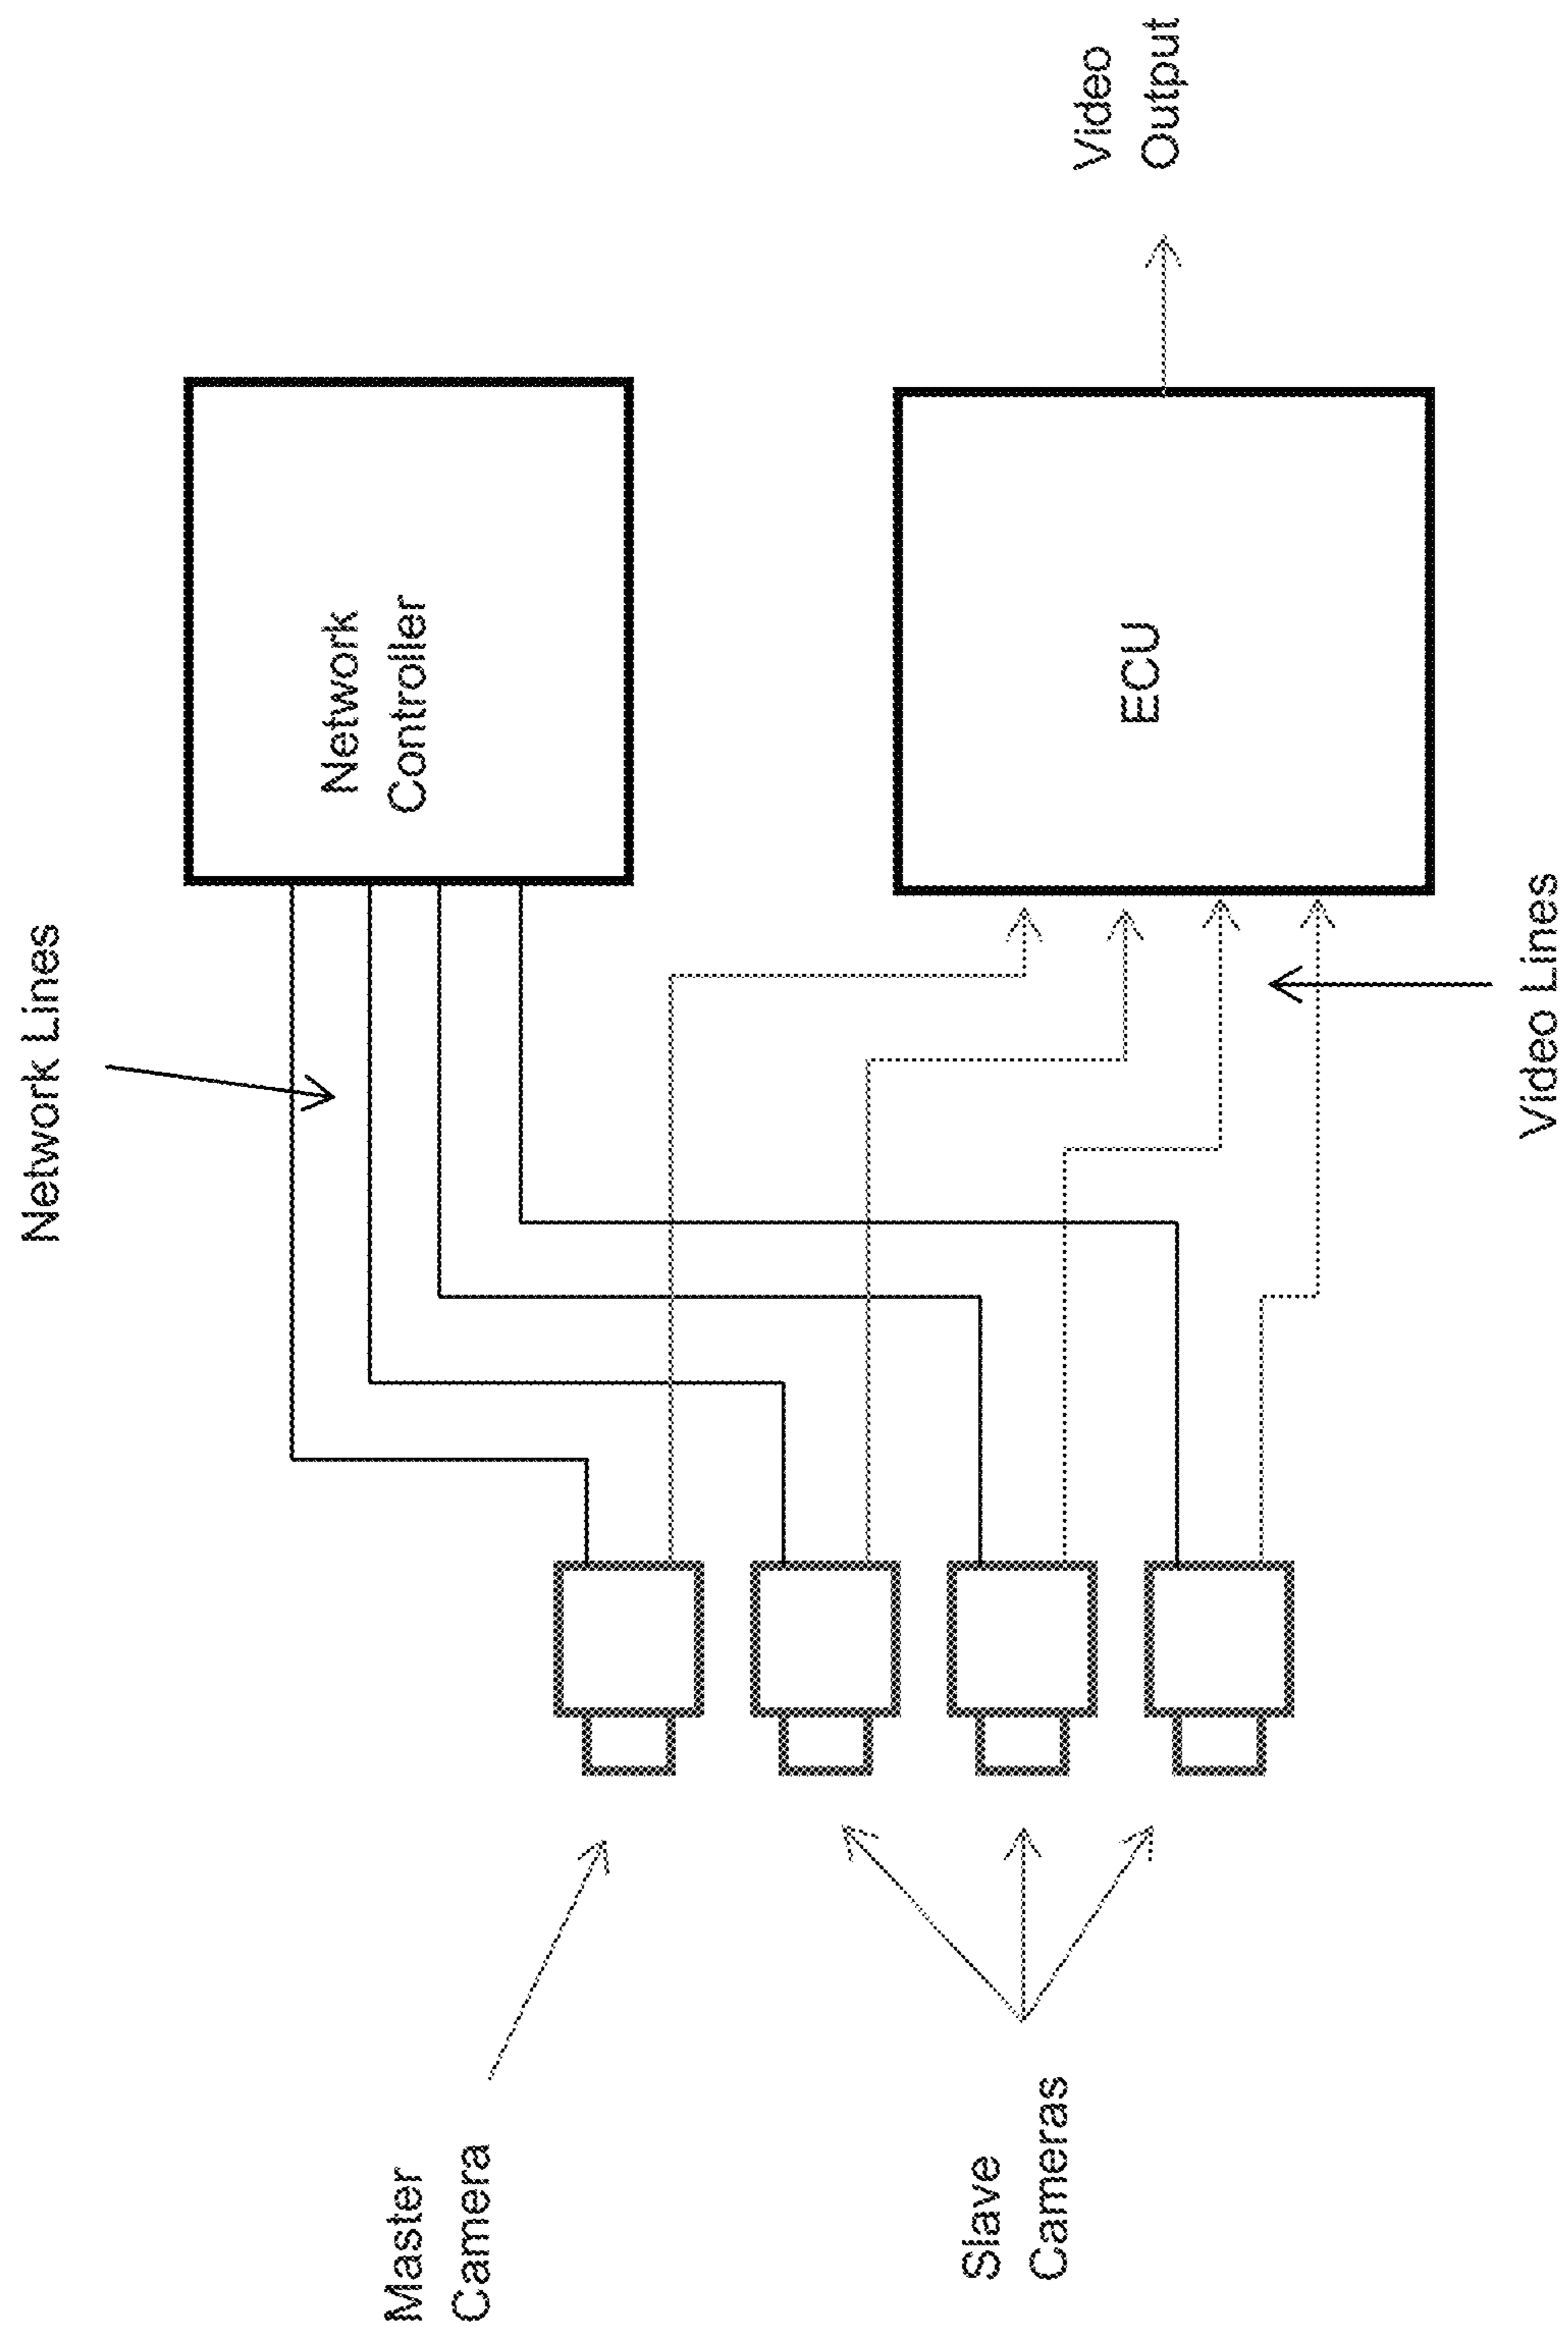 Network Lines
Network
Controller
Master
Camera
Slave
Cameras
ECU
Video
Output
Video Lines